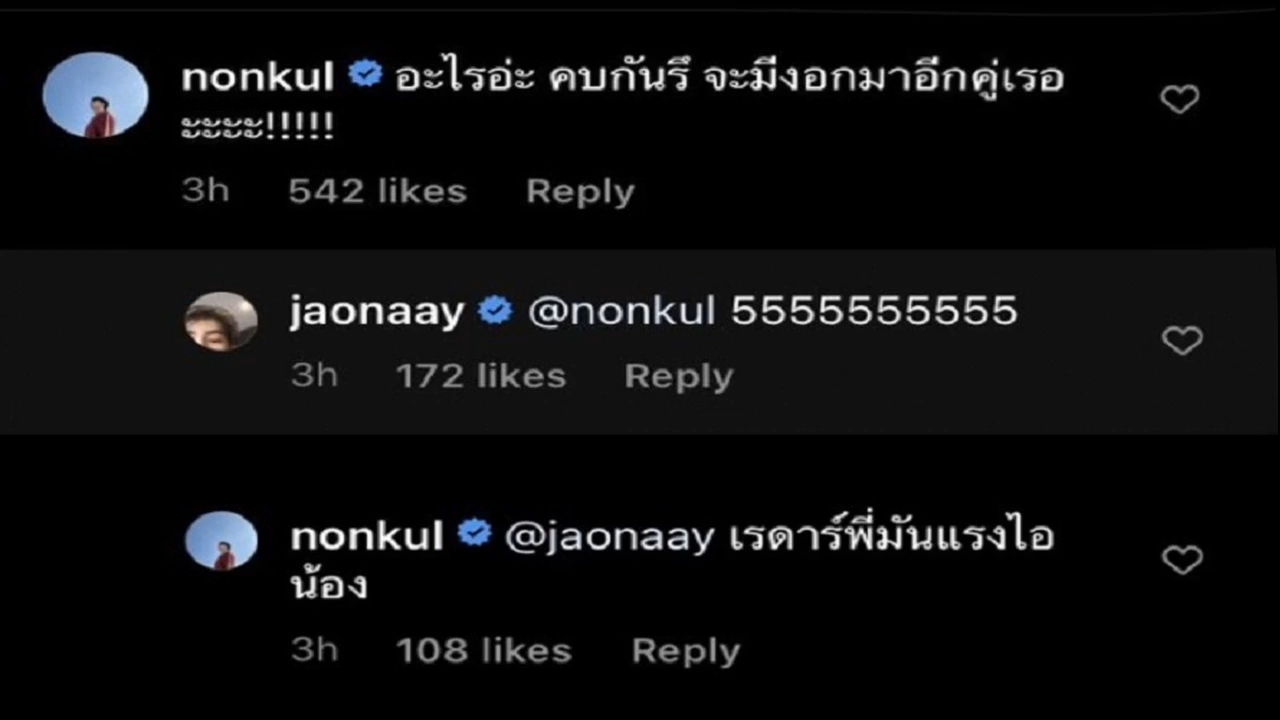 nonkul อะไรอ่ะ คบกันรึ จะมีงอกมาอีกคู่เรอ
ะะะะ!!!!!
3h 542 likes Reply
jaonaay @nonkul 5555555555
3h 172 likes Reply
nonkul @jaonaay เรดาร์พี่มันแรงไอ
น้อง
3h 108 likes Reply